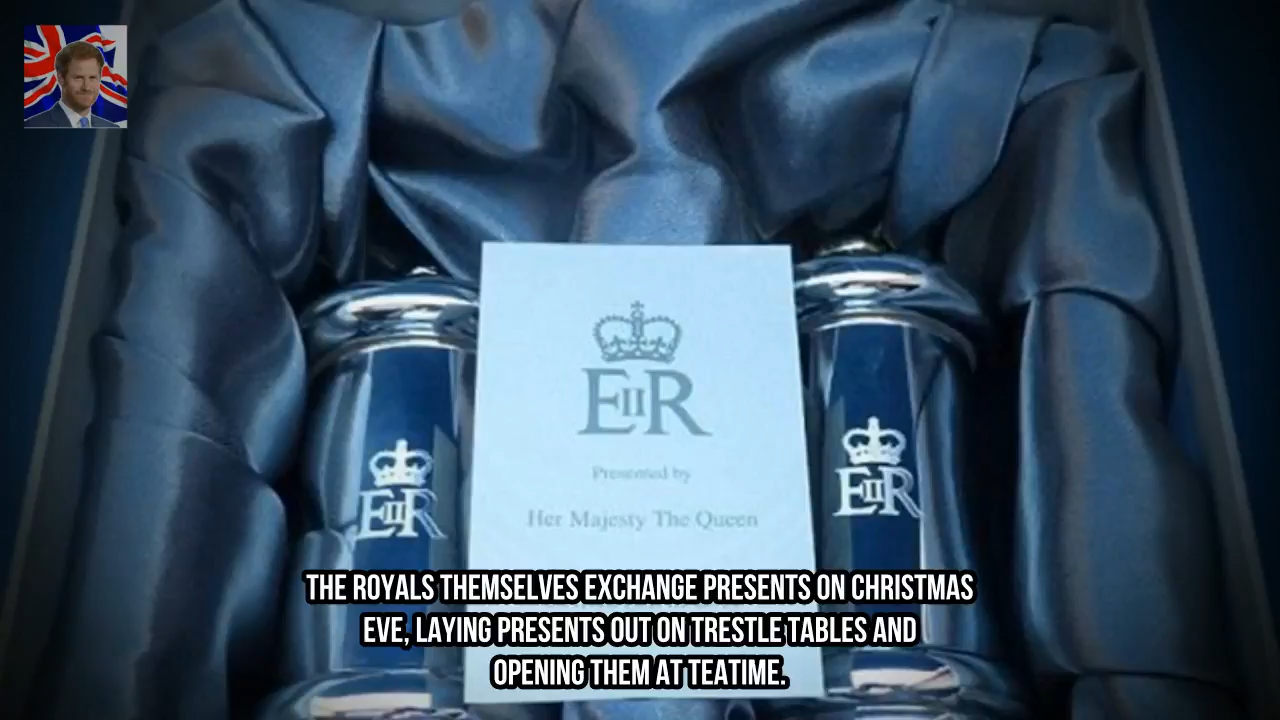 EIIR
Presented by
Her Majesty The Queen
EIIR
EIIR
THE ROYALS THEMSELVES EXCHANGE PRESENTS ON CHRISTMAS
EVE, LAYING PRESENTS OUT ON TRESTLE TABLES AND
OPENING THEM AT TEATIME.